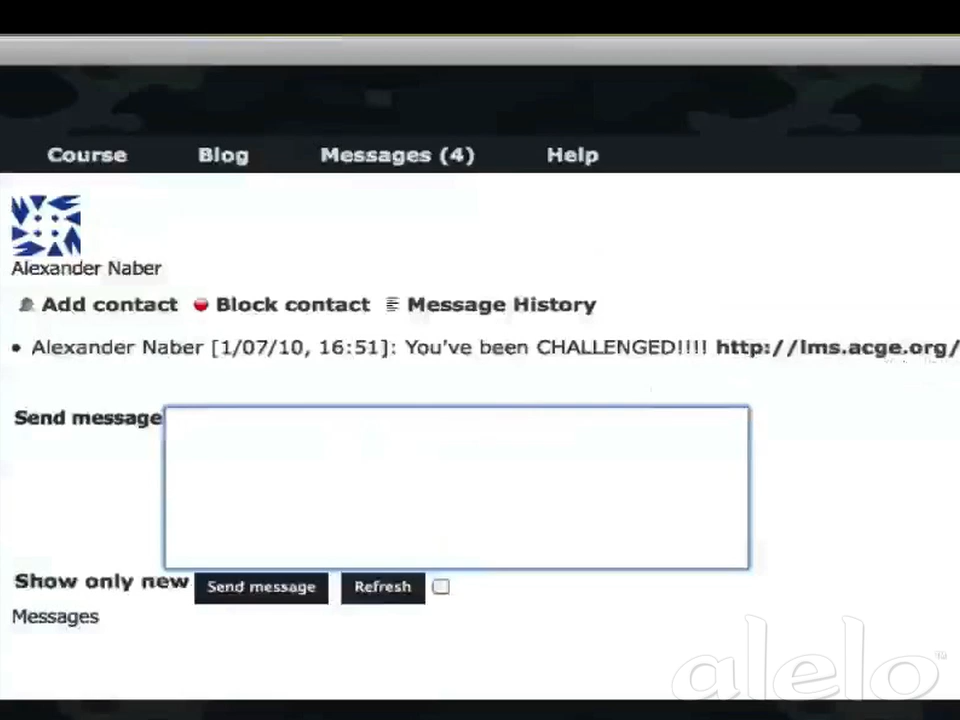 Course Blog Messages (4) Help
Alexander Naber
Add contact Block contact Message History
• Alexander Naber [1/07/10, 16:51]: You've been CHALLENGED!!!! http://lms.acge.org/
Send message
Show only new Send message Refresh
Messages
alelo™